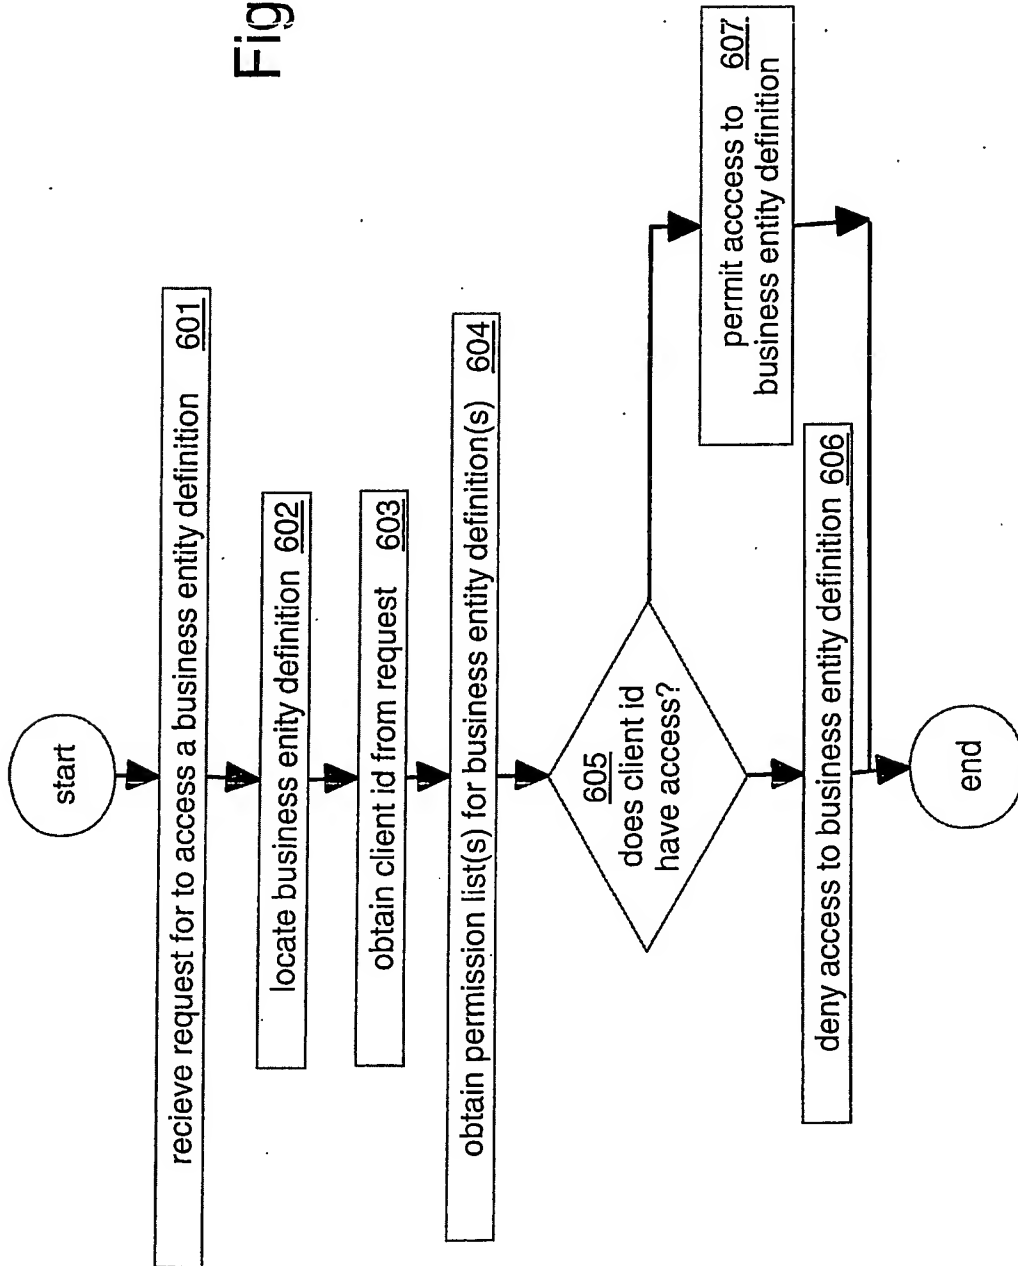 Fig
start
recieve request for to access a business entity definition 601
locate business enity definition 602
obtain client id from request 603
obtain permission list(s) for business entity definition(s) 604
605
does client id
have access?
permit acccess to 607
business entity definition
deny access to business entity definition 606
end